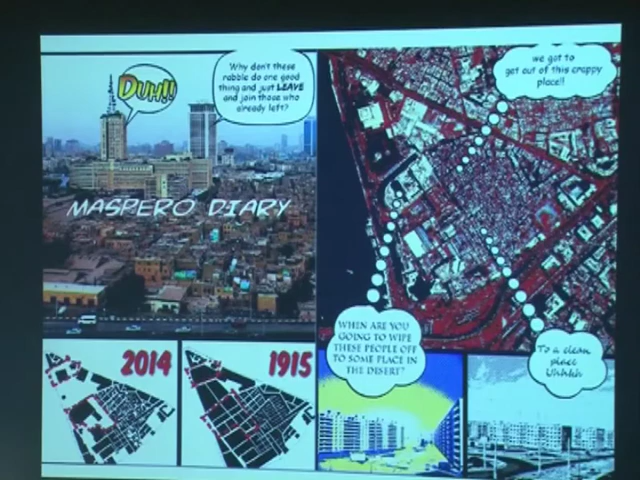 DUH!!
Why don't these
rabble do one good
thing and just LEAVE
and join those who
already left?
MASPERO DIARY
2014
1915
we got to
get out of this crappy
place!!
WHEN ARE YOU
GOING TO WIPE
THESE PEOPLE OFF
TO SOME PLACE IN
THE DESERT?
To a clean
place
Uhhhh